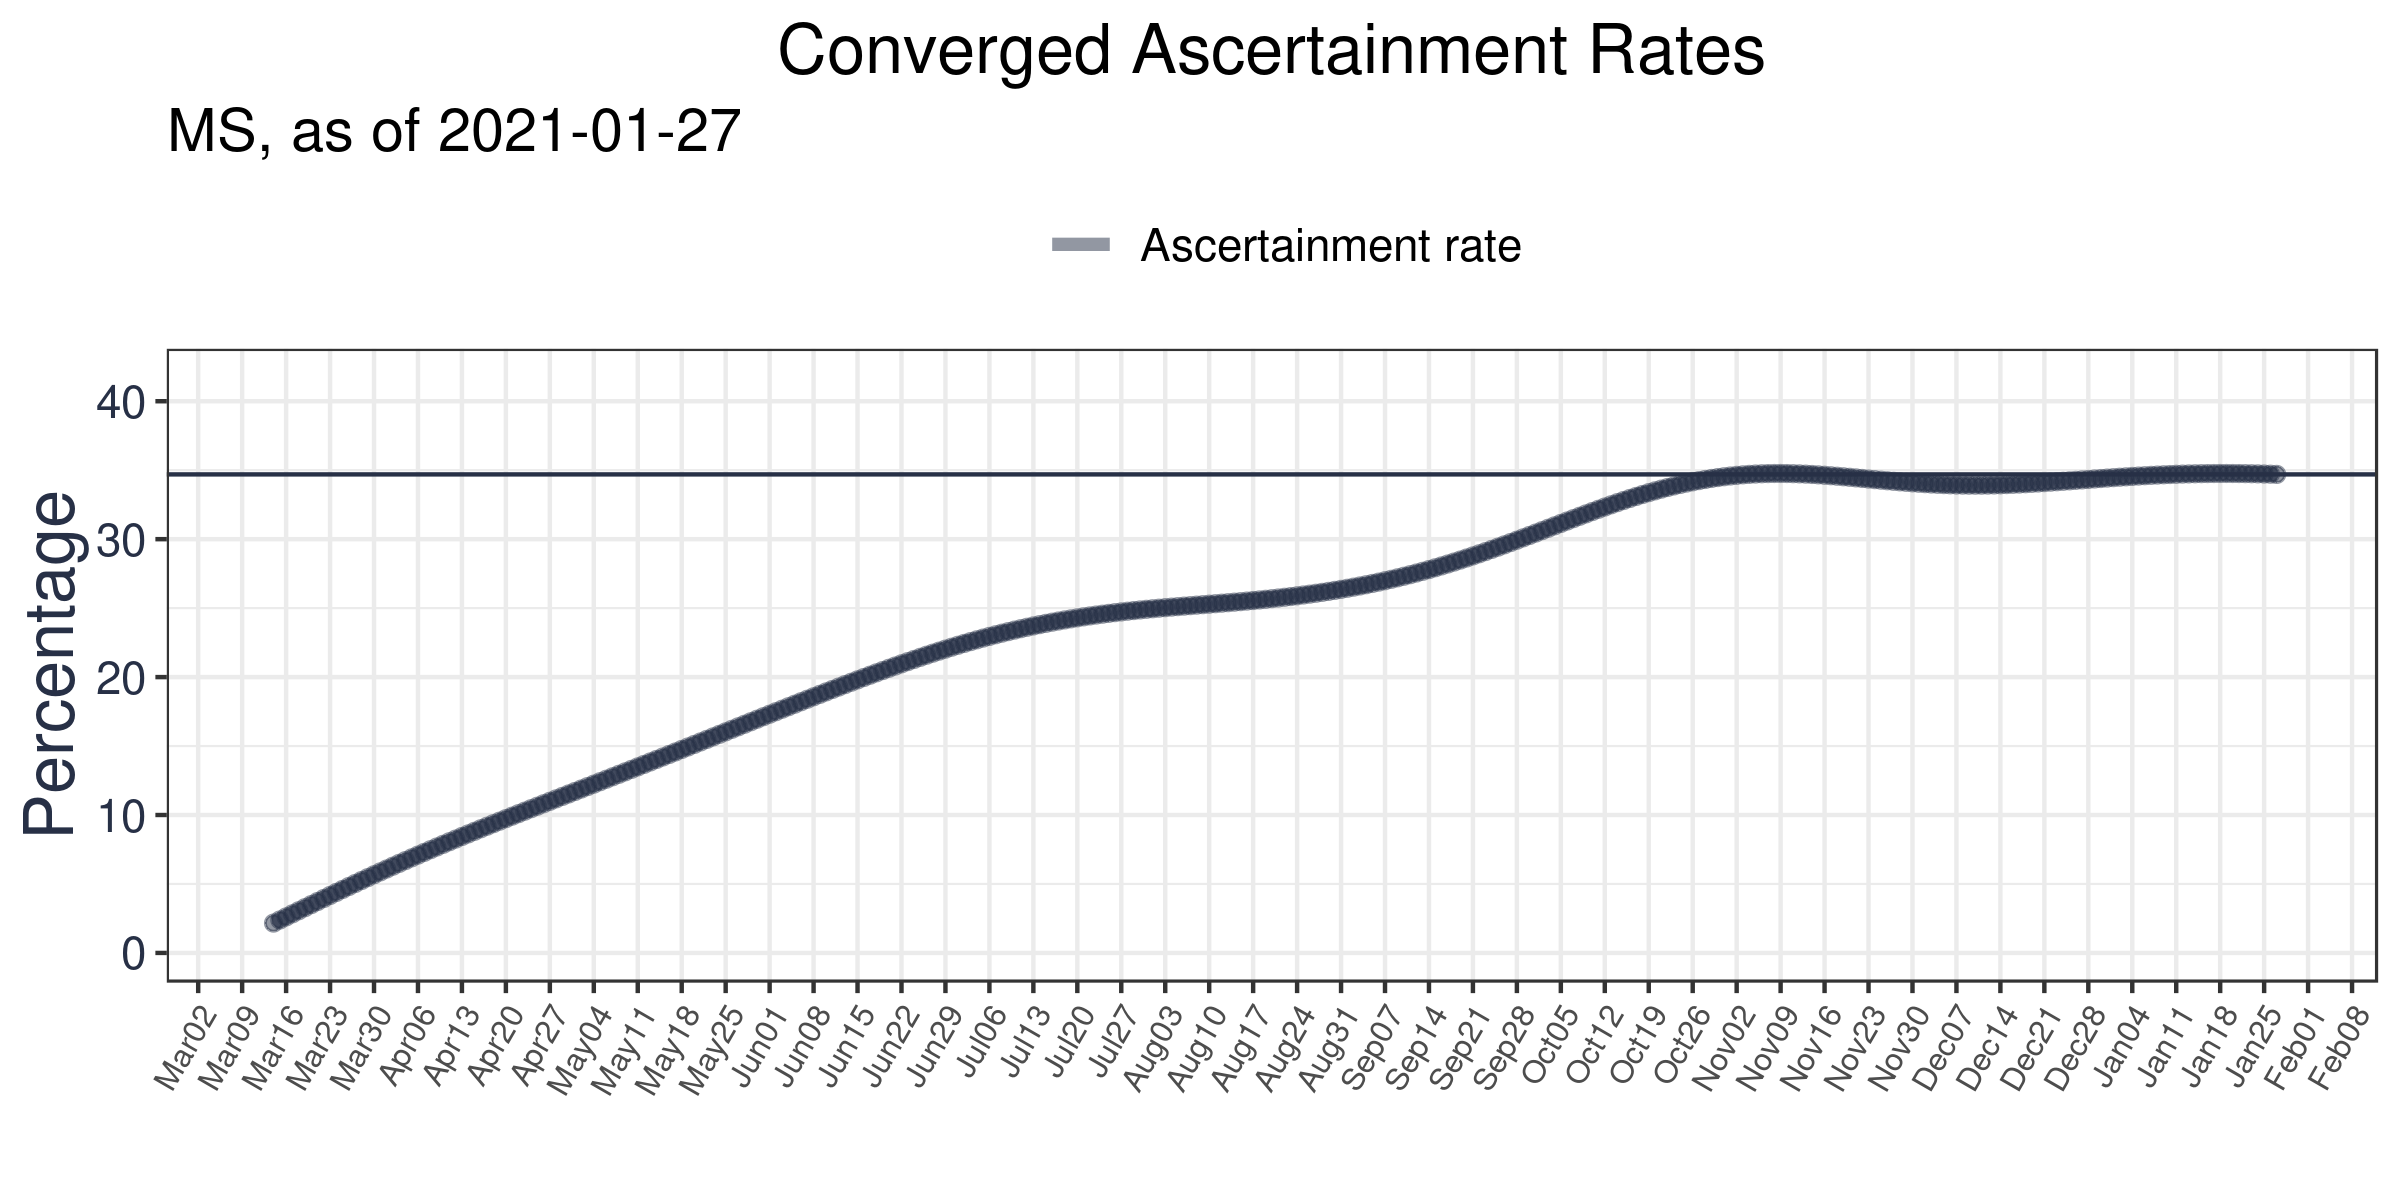 Converged Ascertainment Rates
MS, as of 2021-01-27
Ascertainment rate
Percentage
40
30
20
10
0
Mar02
Mar09
Mar16
Mar23
Mar30
Apr06
Apr13
Apr20
Apr27
May04
May11
May18
May25
Jun01
Jun08
Jun15
Jun22
Jun29
Jul06
Jul13
Jul20
Jul27
Aug03
Aug10
Aug17
Aug24
Aug31
Sep07
Sep14
Sep21
Sep28
Oct05
Oct12
Oct19
Oct26
Nov02
Nov09
Nov16
Nov23
Nov30
Dec07
Dec14
Dec21
Dec28
Jan04
Jan11
Jan18
Jan25
Feb01
Feb08